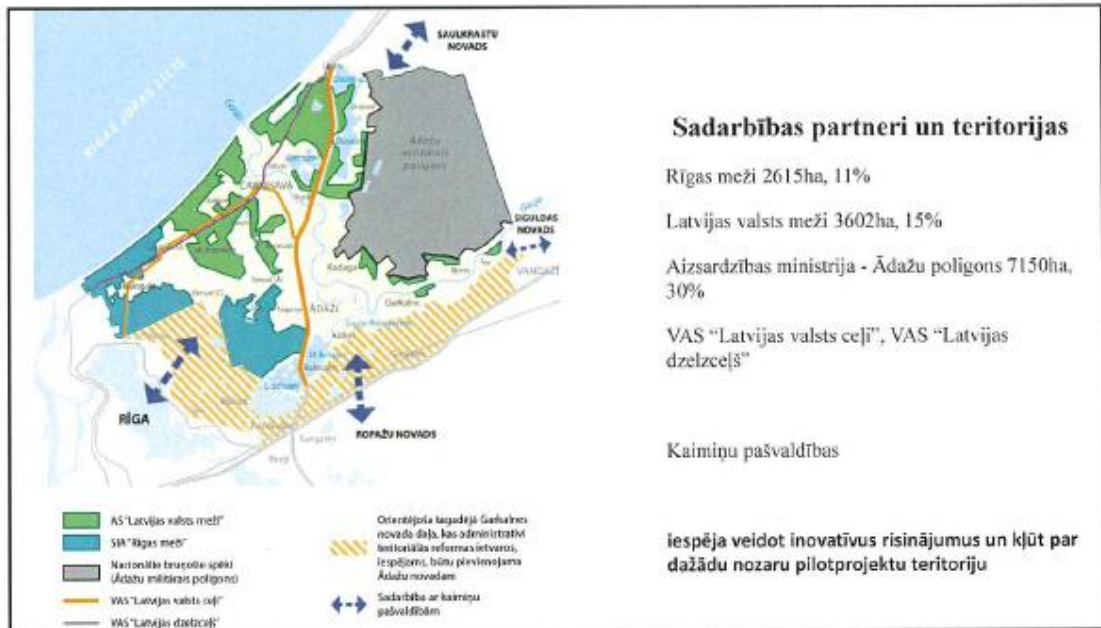 SAULKRASTU
NOVADS
RĪGAS JŪRAS LĪCIS
Gauja
Ādažu
militārais
poligons
CARNIKAVA
Gauja
SIGULDAS
NOVADS
VANGAŽI
Kadaga
Garkalne
ĀDAŽI
RĪGA
ROPAŽU NOVADS
Sadarbības partneri un teritorijas
Rīgas meži 2615ha, 11%
Latvijas valsts meži 3602ha, 15%
Aizsardzības ministrija - Ādažu poligons 7150ha,
30%
VAS “Latvijas valsts ceļi”, VAS “Latvijas
dzelzceļš”
Kaimiņu pašvaldības
iespēja veidot inovatīvus risinājumus un kļūt par
dažādu nozaru pilotprojektu teritoriju
AS "Latvijas valsts meži"
SIA "Rīgas meži"
Nacionālie bruņotie spēki
(Ādažu militārais poligons)
VAS "Latvijas valsts ceļi"
VAS "Latvijas dzelzceļš"
Orientējoša tagadējā Garkalnes
novada daļa, kas administratīvi
teritoriālās reformas ietvaros,
iespējams, būtu pievienojama
Ādažu novadam
Sadarbība ar kaimiņu
pašvaldībām